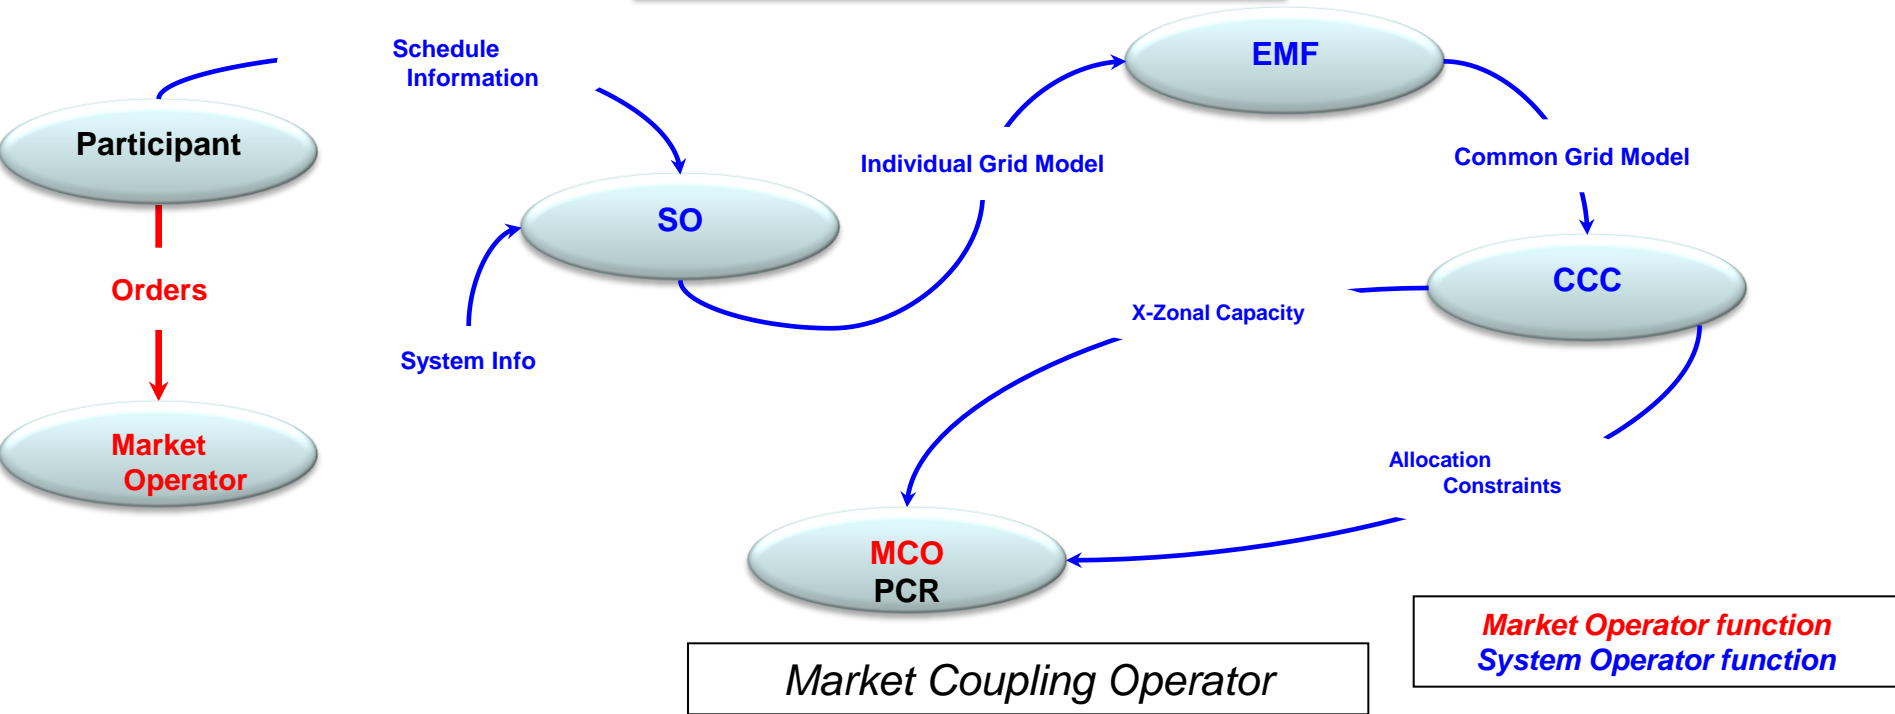 Schedule
Information
EMF
Participant
Individual Grid Model
Common Grid Model
SO
Orders
CCC
X-Zonal Capacity
System Info
Market
Operator
Allocation
Constraints
MCO
PCR
Market Operator function
System Operator function
Market Coupling Operator